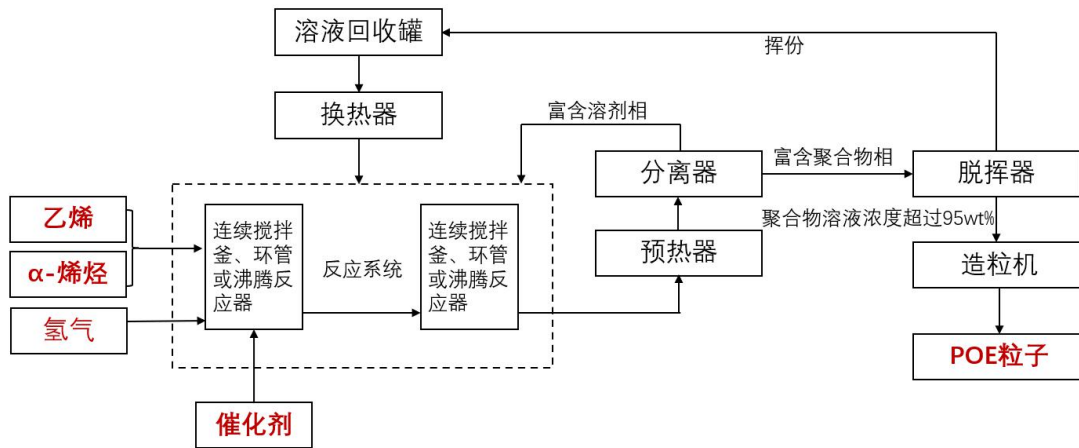 溶液回收罐
挥份
换热器
富含溶剂相
分离器
富含聚合物相
脱挥器
乙烯
α-烯烃
氢气
连续搅拌
釜、环管
或沸腾反
应器
反应系统
连续搅拌
釜、环管
或沸腾反
应器
预热器
聚合物溶液浓度超过95wt%
造粒机
POE粒子
催化剂